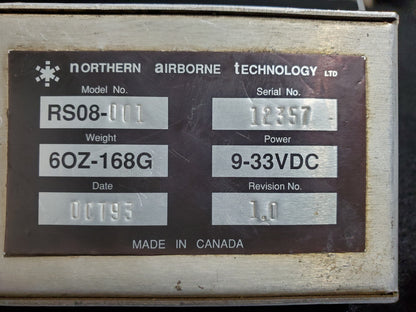 nORTHERN aIRBORNE tECHNOLOGY LTD
Model No. Serial No.
RS08-001 12357
Weight Power
6OZ-168G 9-33VDC
Date Revision No.
OCT93 1.0
MADE IN CANADA